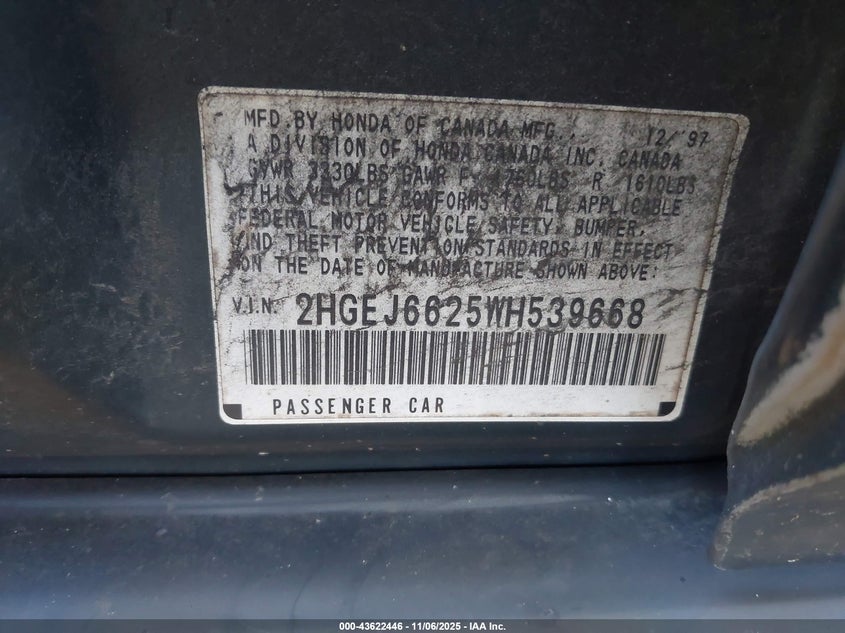 MFD.BY HONDA OF CANADA MFG., 12/97
A DIVISION OF HONDA CANADA INC. CANADA
GVWR 3330LBS GAWR F 1760LBS R 1610LBS
THIS VEHICLE CONFORMS TO ALL APPLICABLE
FEDERAL MOTOR VEHICLE SAFETY, BUMPER,
AND THEFT PREVENTION STANDARDS IN EFFECT
ON THE DATE OF MANUFACTURE SHOWN ABOVE:
V.I.N. 2HGEJ6625WH539668
PASSENGER CAR
000-43622446 - 11/06/2025 - IAA Inc.